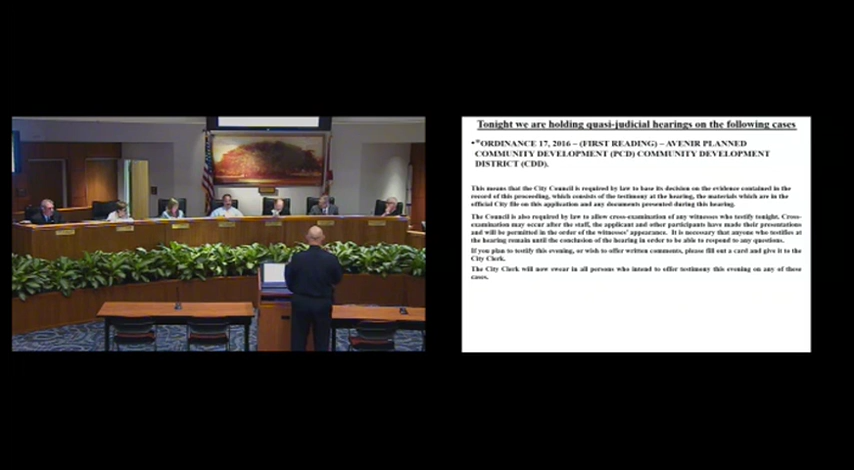 Tonight we are holding quasi-judicial hearings on the following cases
•*ORDINANCE 17, 2016 – (FIRST READING) – AVENIR PLANNED
COMMUNITY DEVELOPMENT (PCD) COMMUNITY DEVELOPMENT
DISTRICT (CDD).
This means that the City Council is required by law to base its decision on the evidence contained in the
record of this proceeding, which consists of the testimony at the hearing, the materials which are in the
official City file on this application and any documents presented during this hearing.
The Council is also required by law to allow cross-examination of any witnesses who testify tonight. Cross-
examination may occur after the staff, the applicant and other participants have made their presentations
and will be permitted in the order of the witnesses' appearance. It is necessary that anyone who testifies at
the hearing remain until the conclusion of the hearing in order to be able to respond to any questions.
If you plan to testify this evening, or wish to offer written comments, please fill out a card and give it to the
City Clerk.
The City Clerk will now swear in all persons who intend to offer testimony this evening on any of these
cases.